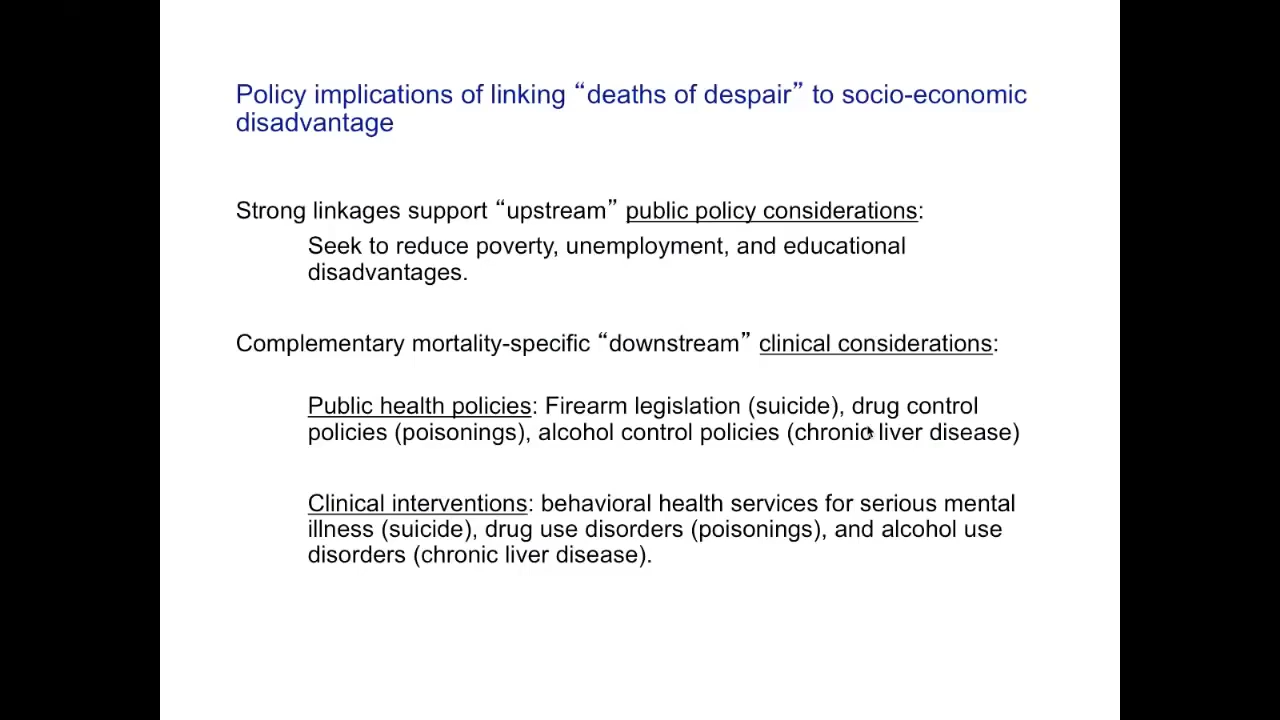 Policy implications of linking “deaths of despair” to socio-economic
disadvantage
Strong linkages support “upstream” public policy considerations:
Seek to reduce poverty, unemployment, and educational
disadvantages.
Complementary mortality-specific “downstream” clinical considerations:
Public health policies: Firearm legislation (suicide), drug control
policies (poisonings), alcohol control policies (chronic liver disease)
Clinical interventions: behavioral health services for serious mental
illness (suicide), drug use disorders (poisonings), and alcohol use
disorders (chronic liver disease).